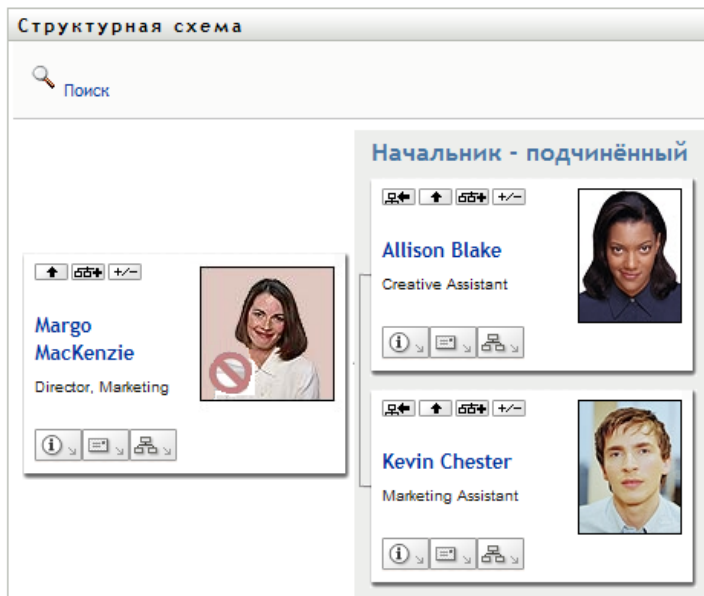 Структурная схема
Поиск
Начальник - подчинённый
Margo
MacKenzie
Director, Marketing
Allison Blake
Creative Assistant
Kevin Chester
Marketing Assistant